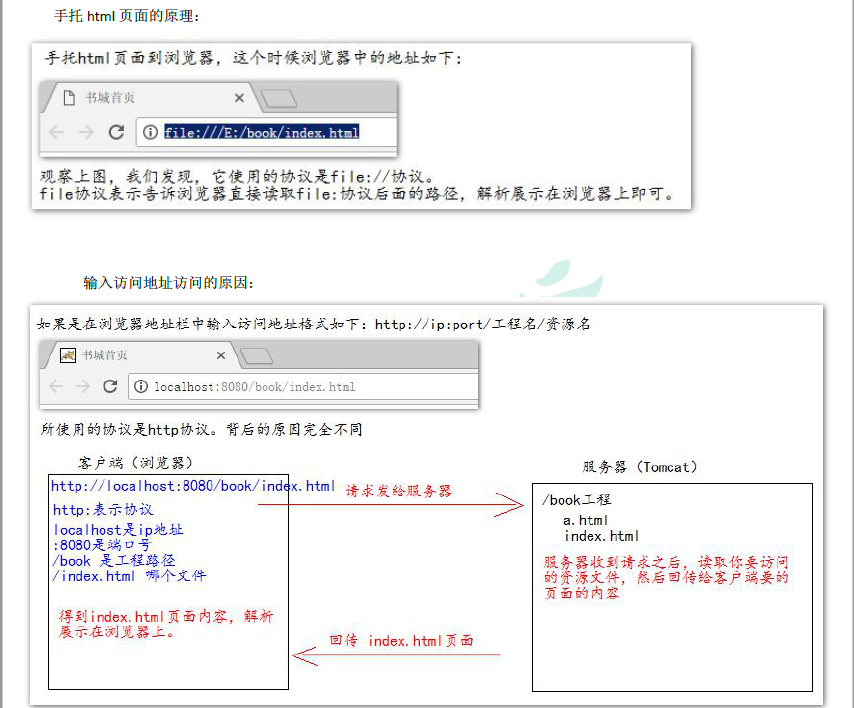 手托 html 页面的原理：
手托html页面到浏览器，这个时候浏览器中的地址如下：
书城首页
file:///E:/book/index.html
观察上图，我们发现，它使用的协议是file://协议。
file协议表示告诉浏览器直接读取file:协议后面的路径，解析展示在浏览器上即可。
输入访问地址访问的原因：
如果是在浏览器地址栏中输入访问地址格式如下：http://ip:port/工程名/资源名
书城首页
localhost:8080/book/index.html
所使用的协议是http协议。背后的原因完全不同
客户端（浏览器）
服务器（Tomcat）
http://localhost:8080/book/index.html
请求发给服务器
http:表示协议
localhost是ip地址
:8080是端口号
/book 是工程路径
/index.html 哪个文件
得到index.html页面内容，解析
展示在浏览器上。
/book工程
a.html
index.html
服务器收到请求之后，读取你要访问
的资源文件，然后回传给客户端要的
页面的内容
回传 index.html页面